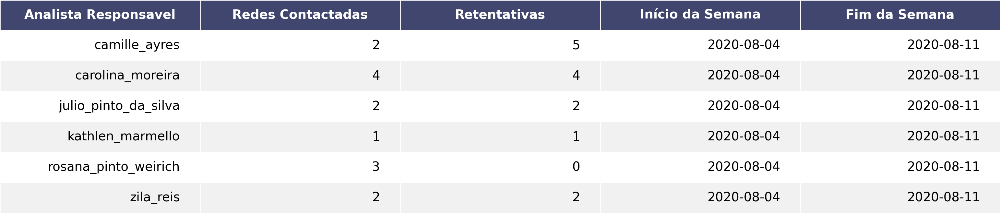 Analista Responsavel Redes Contactadas Retentativas Início da Semana Fim da Semana
camille_ayres 2 5 2020-08-04 2020-08-11
carolina_moreira 4 4 2020-08-04 2020-08-11
julio_pinto_da_silva 2 2 2020-08-04 2020-08-11
kathlen_marmello 1 1 2020-08-04 2020-08-11
rosana_pinto_weirich 3 0 2020-08-04 2020-08-11
zila_reis 2 2 2020-08-04 2020-08-11